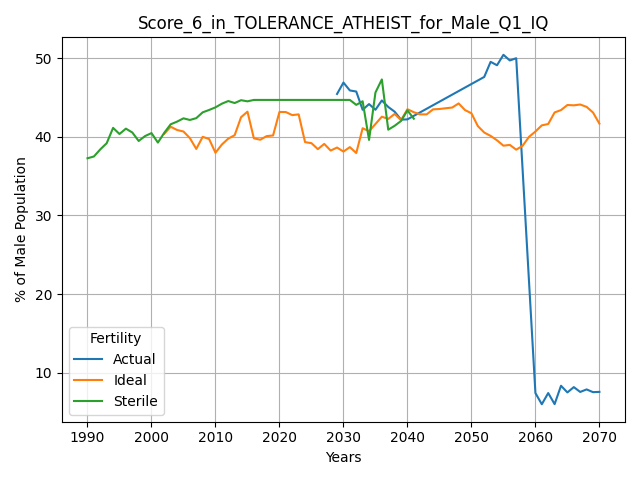 Score_6_in_TOLERANCE_ATHEIST_for_Male_Q1_IQ
% of Male Population
50
40
30
20
10
Fertility
Actual
Ideal
Sterile
1990 2000 2010 2020 2030 2040 2050 2060 2070
Years